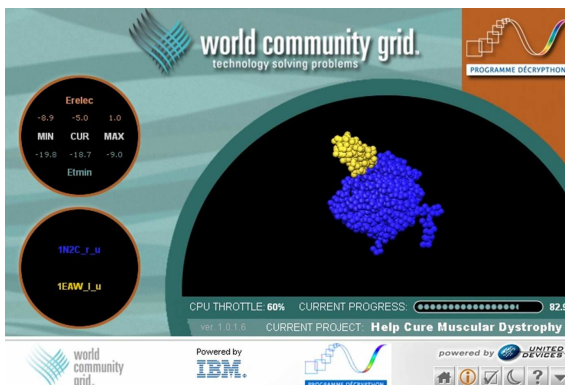 world community grid.
technology solving problems™
PROGRAMME DÉCRYPTHON
Erelec
-8.9 -5.0 1.0
MIN CUR MAX
-19.8 -18.7 -9.0
Etmin
1N2C_r_u
1EAW_l_u
CPU THROTTLE: 60% CURRENT PROGRESS: 82.9
ver. 1.0.1.6 CURRENT PROJECT: Help Cure Muscular Dystrophy
world
community
grid.
Powered by
IBM.
PROGRAMME DÉCRYPTHON
powered by UNITED
DEVICES
?